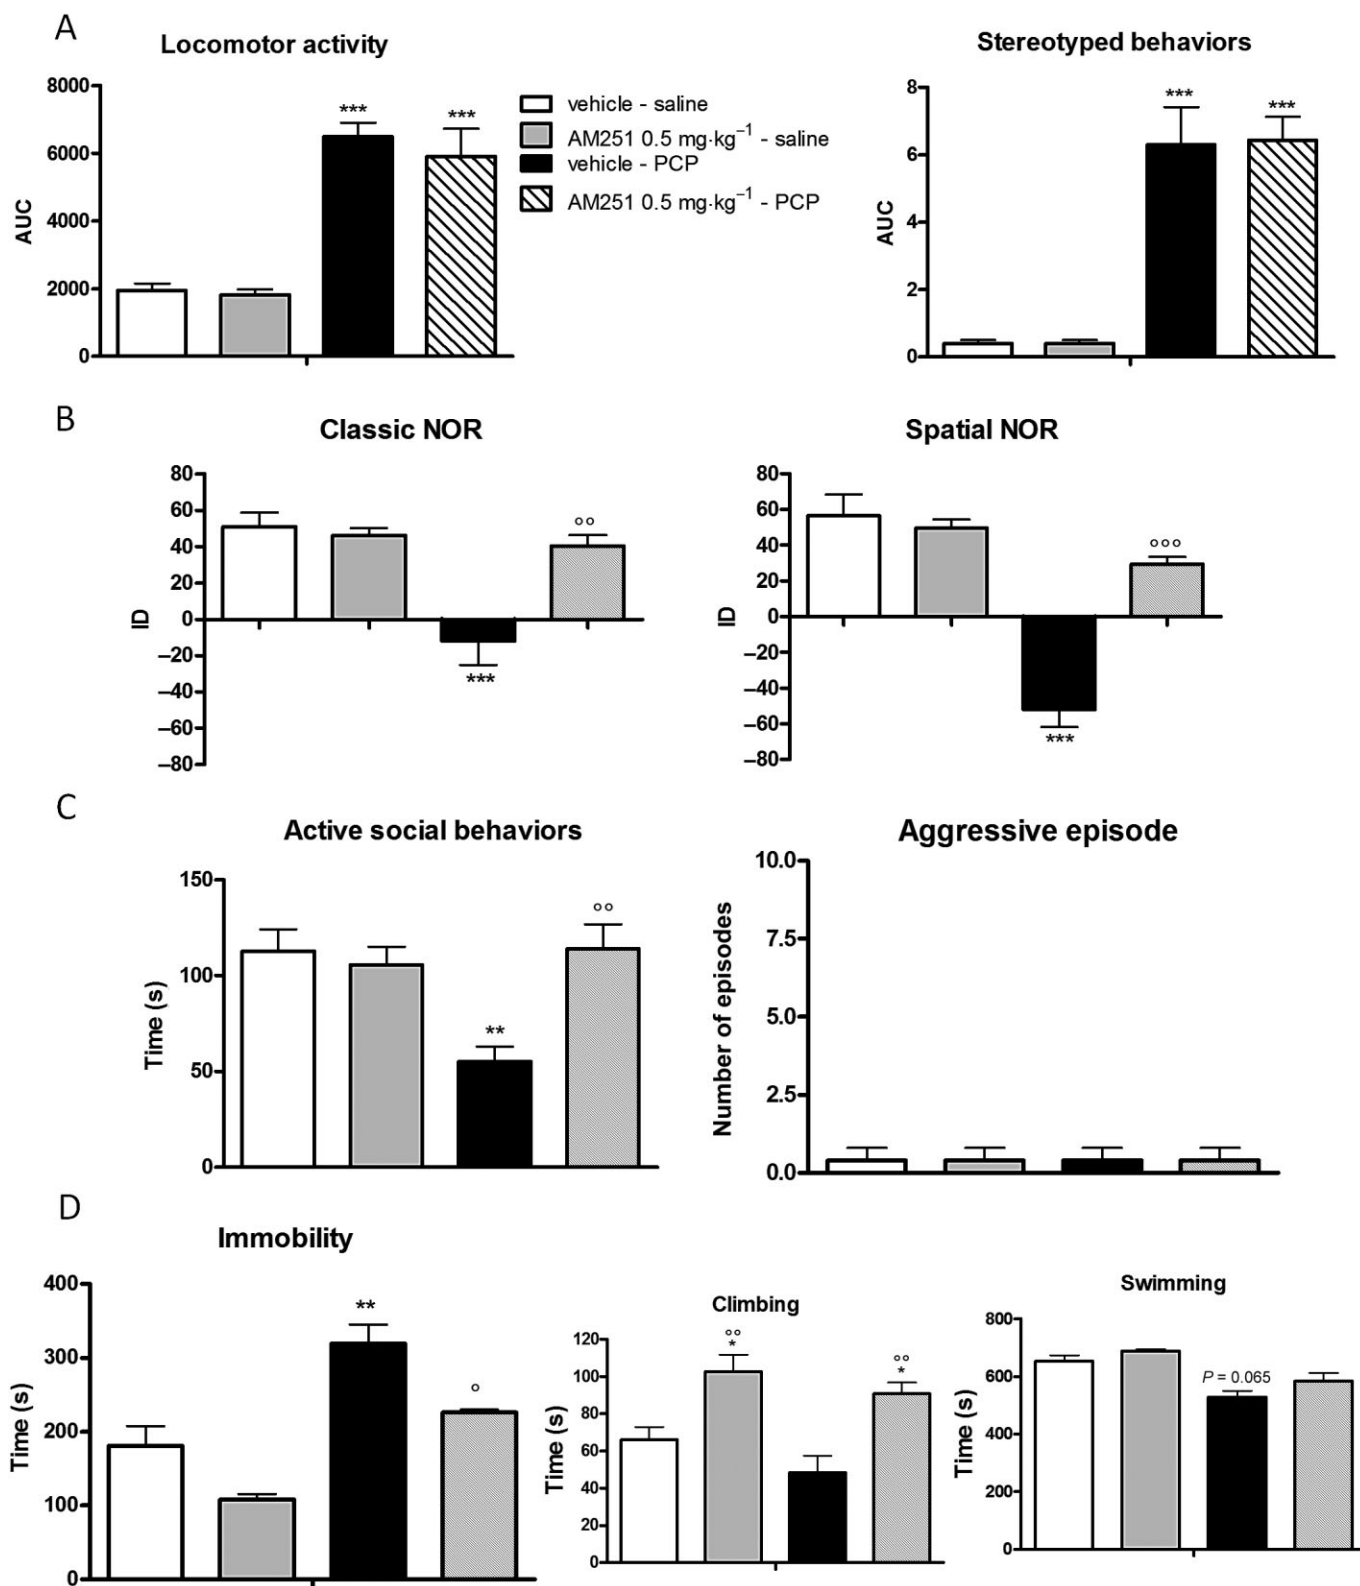 A
Locomotor activity
8000
6000
4000
2000
0
AUC
***
***
vehicle - saline
AM251 0.5 mg·kg⁻¹ - saline
vehicle - PCP
AM251 0.5 mg·kg⁻¹ - PCP
Stereotyped behaviors
8
6
4
2
0
AUC
***
***
B
Classic NOR
80
60
40
20
0
–20
–40
–60
–80
ID
***
°°
Spatial NOR
80
60
40
20
0
–20
–40
–60
–80
ID
***
°°°
C
Active social behaviors
150
100
50
0
Time (s)
**
°°
Aggressive episode
10.0
7.5
5.0
2.5
0.0
Number of episodes
D
Immobility
400
300
200
100
0
Time (s)
**
°
Climbing
120
100
80
60
40
20
0
Time (s)
°°
*
°°
*
Swimming
800
600
400
200
0
Time (s)
P = 0.065